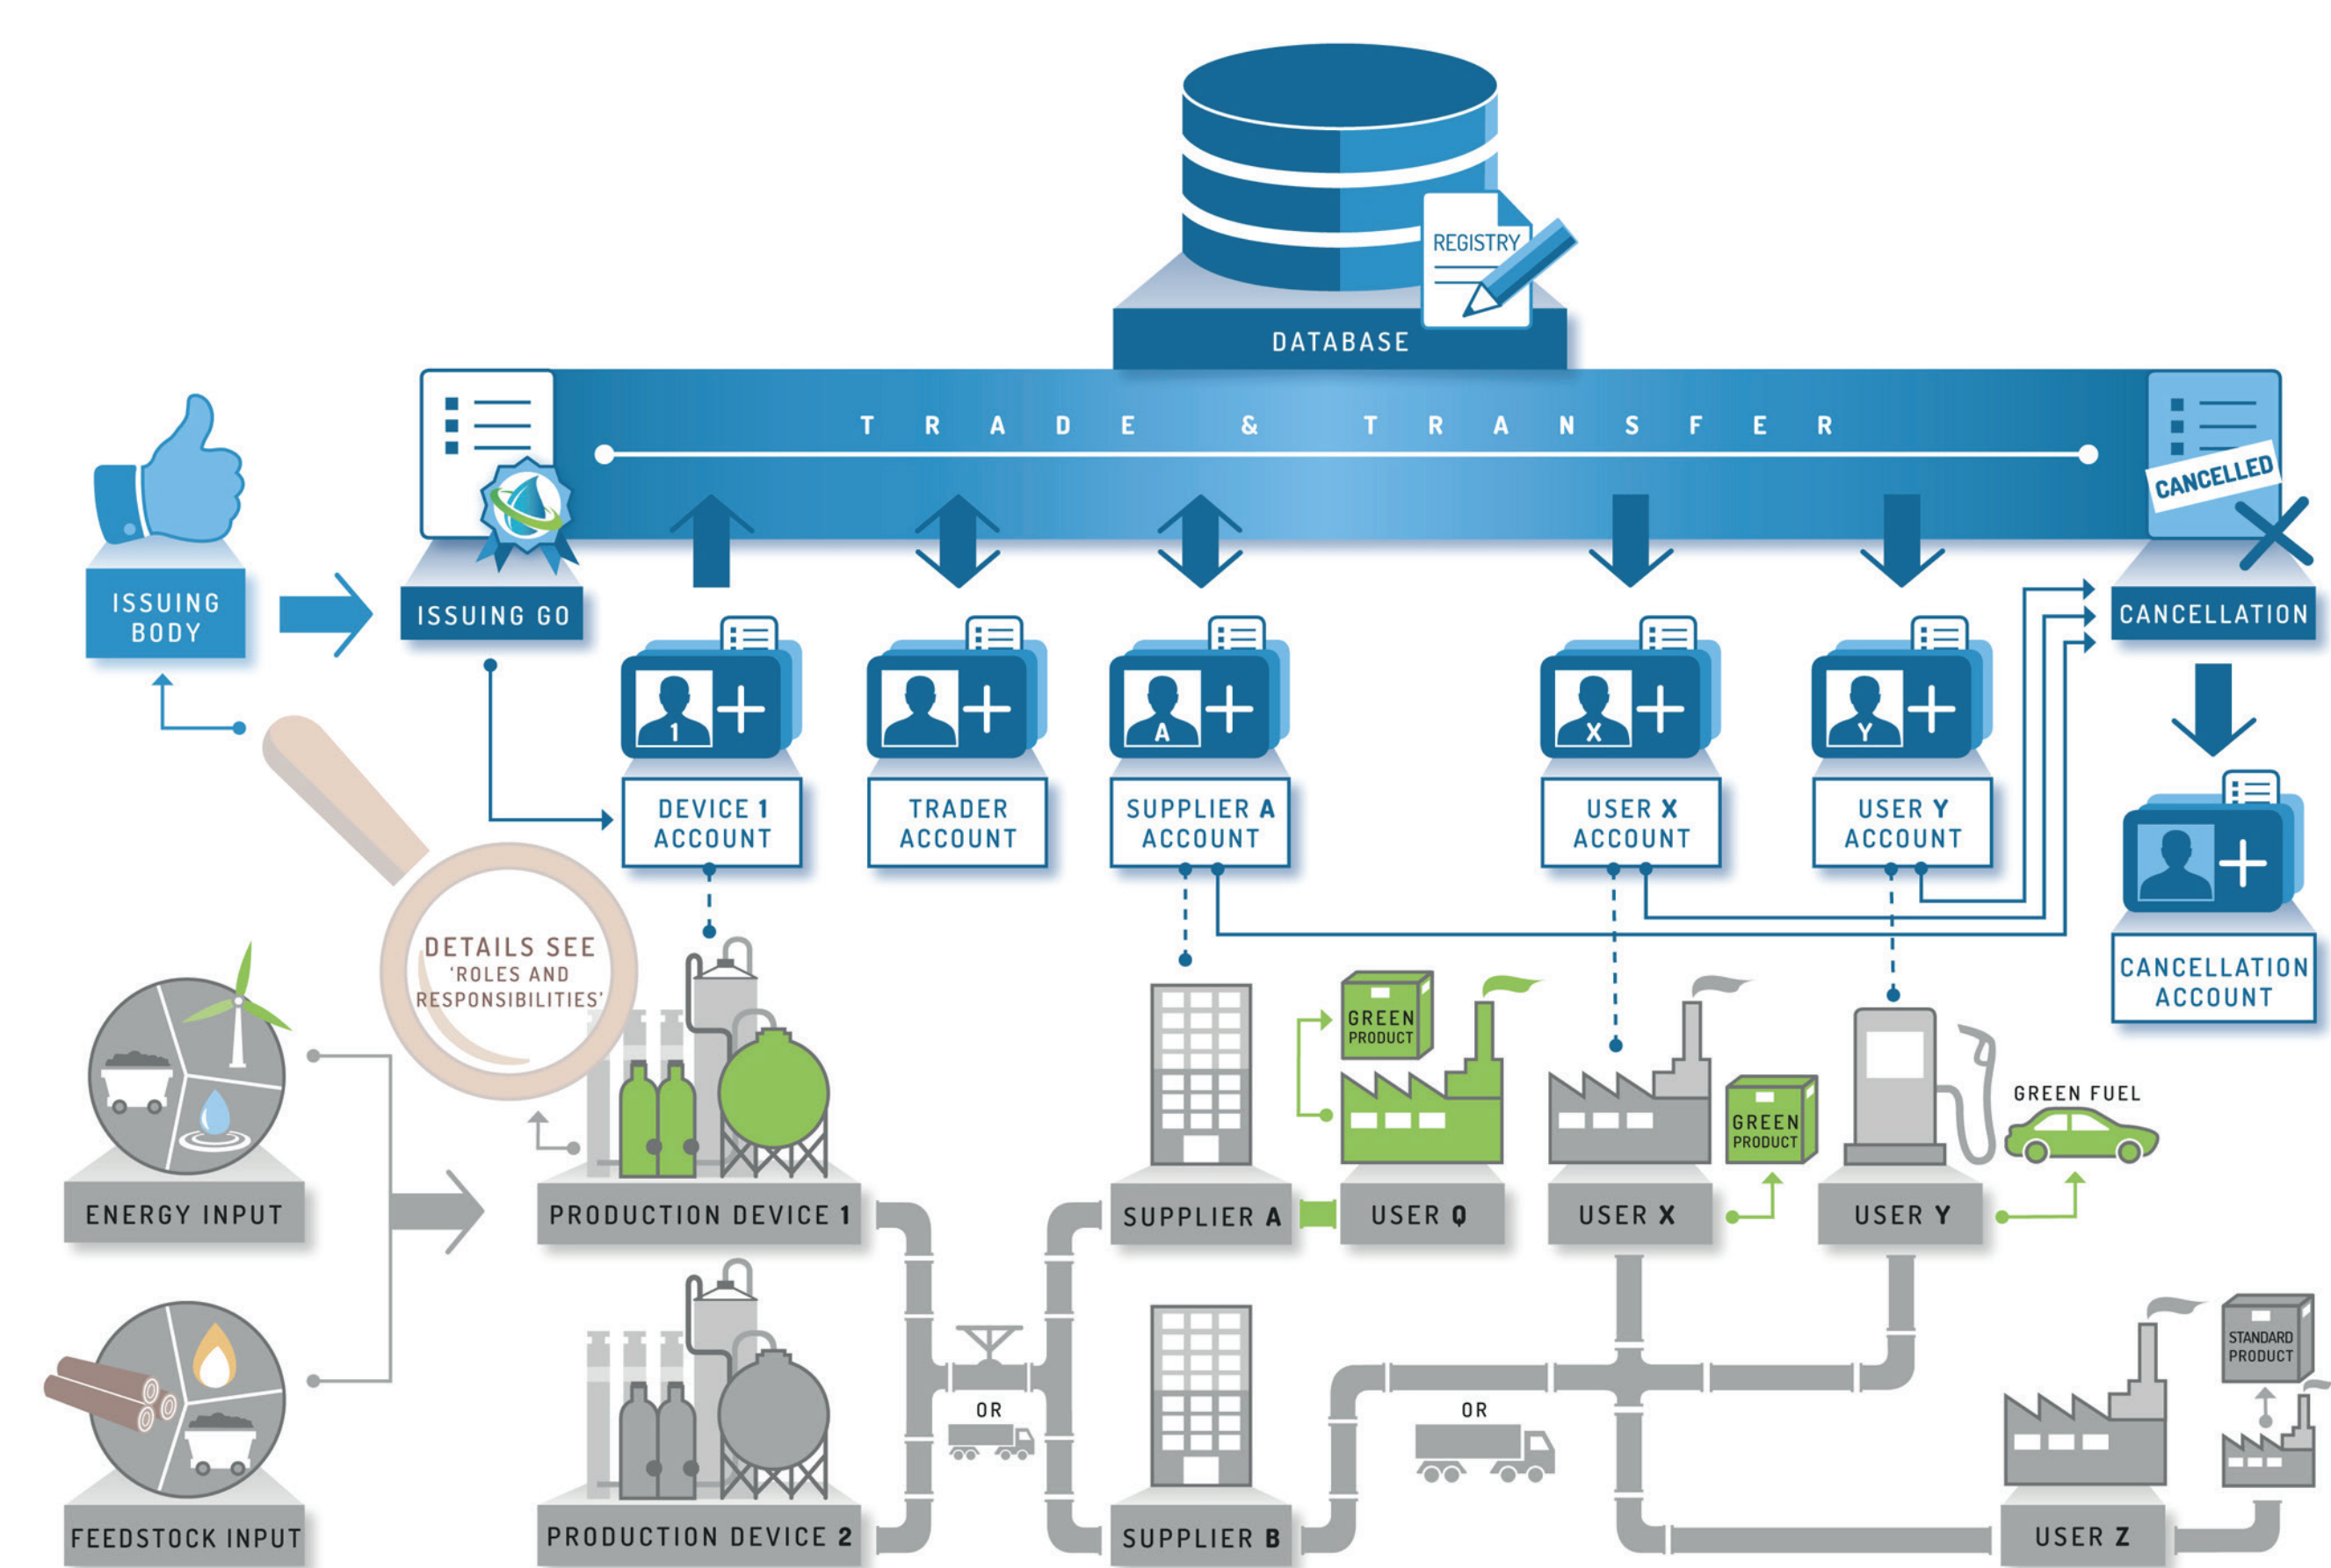 REGISTRY
DATABASE
TRADE & TRANSFER
CANCELLED
ISSUING
BODY
ISSUING GO
CANCELLATION
1
A
X
Y
DEVICE 1
ACCOUNT
TRADER
ACCOUNT
SUPPLIER A
ACCOUNT
USER X
ACCOUNT
USER Y
ACCOUNT
CANCELLATION
ACCOUNT
DETAILS SEE
'ROLES AND
RESPONSIBILITIES'
GREEN
PRODUCT
GREEN
PRODUCT
GREEN FUEL
ENERGY INPUT
PRODUCTION DEVICE 1
SUPPLIER A
USER Q
USER X
USER Y
OR
OR
STANDARD
PRODUCT
FEEDSTOCK INPUT
PRODUCTION DEVICE 2
SUPPLIER B
USER Z